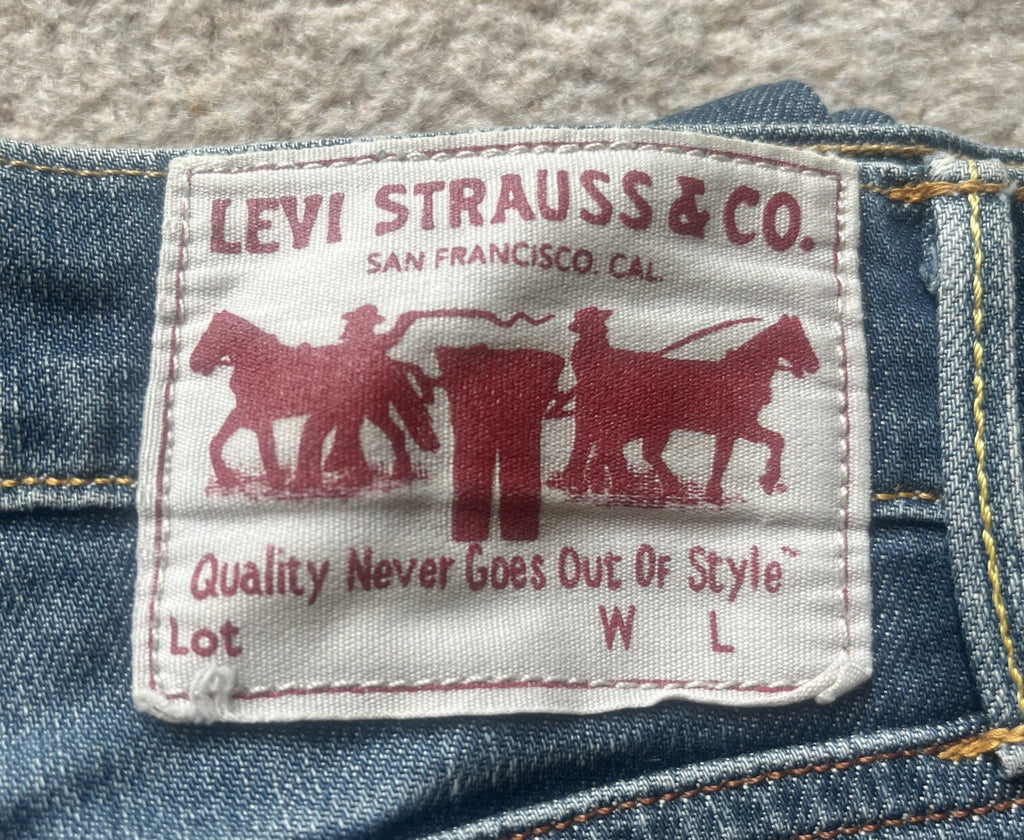 LEVI STRAUSS & CO.
SAN FRANCISCO. CAL.
Quality Never Goes Out Of Style™
Lot W L